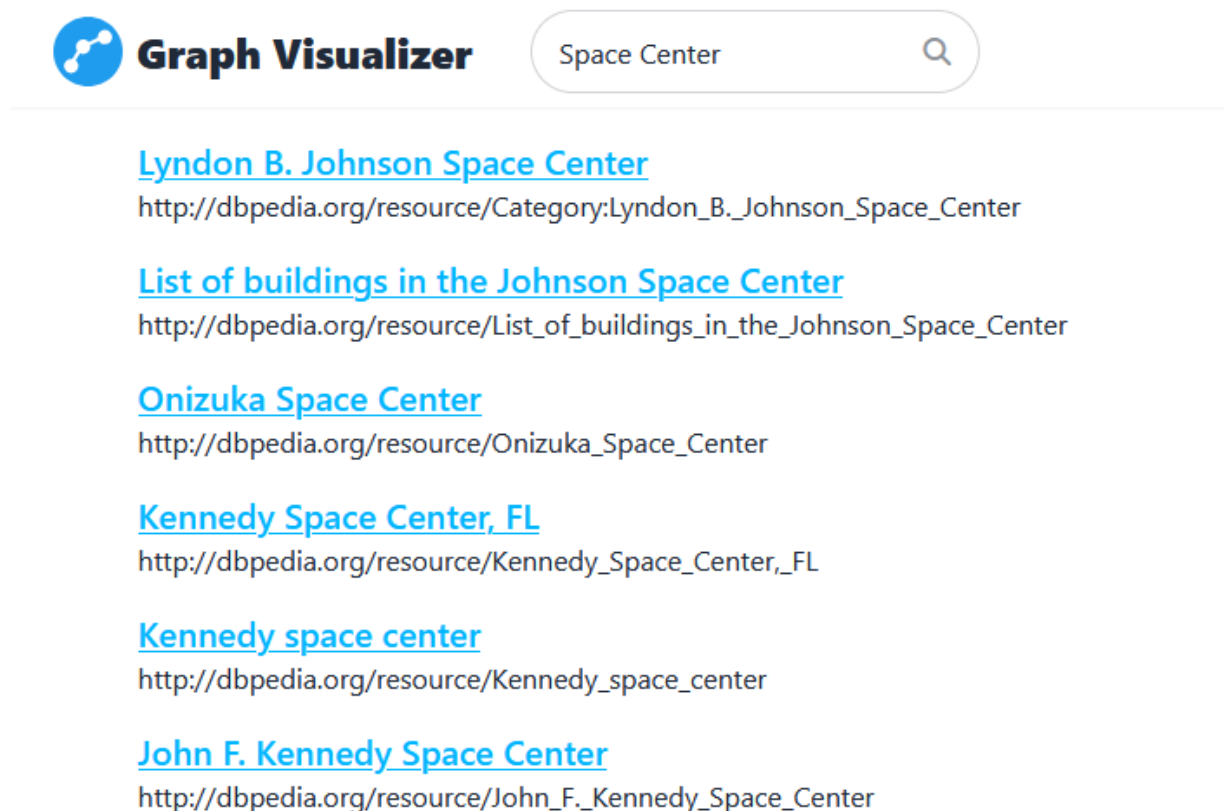 Graph Visualizer
Space Center
Lyndon B. Johnson Space Center
http://dbpedia.org/resource/Category:Lyndon_B._Johnson_Space_Center
List of buildings in the Johnson Space Center
http://dbpedia.org/resource/List_of_buildings_in_the_Johnson_Space_Center
Onizuka Space Center
http://dbpedia.org/resource/Onizuka_Space_Center
Kennedy Space Center, FL
http://dbpedia.org/resource/Kennedy_Space_Center,_FL
Kennedy space center
http://dbpedia.org/resource/Kennedy_space_center
John F. Kennedy Space Center
http://dbpedia.org/resource/John_F._Kennedy_Space_Center